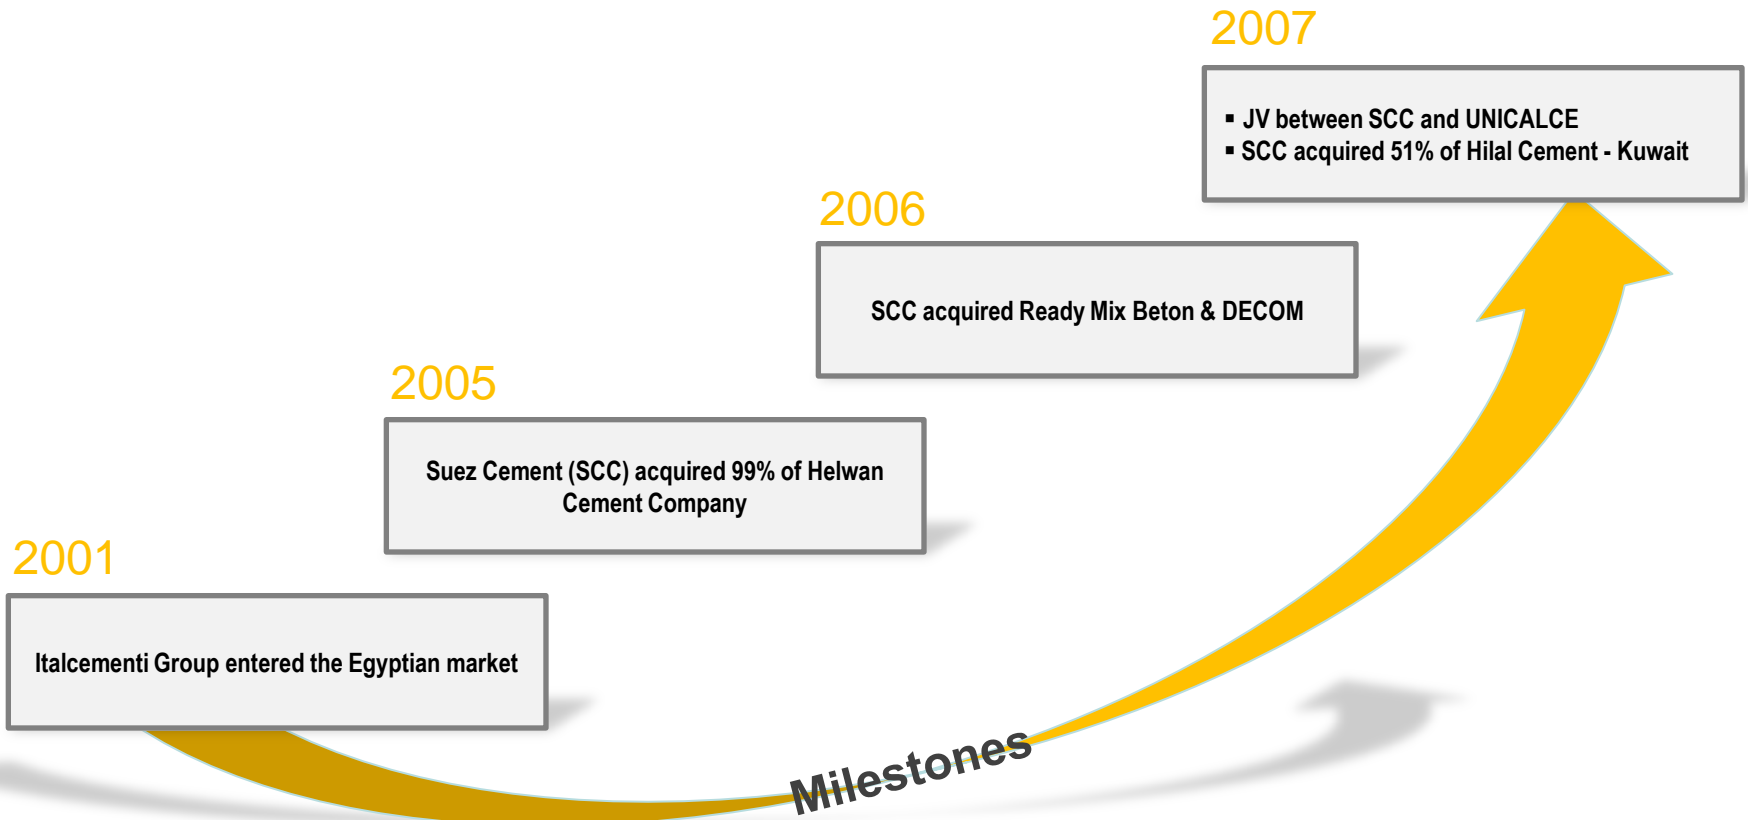 2007
▪ JV between SCC and UNICALCE
▪ SCC acquired 51% of Hilal Cement - Kuwait
2006
SCC acquired Ready Mix Beton & DECOM
2005
Suez Cement (SCC) acquired 99% of Helwan
Cement Company
2001
Italcementi Group entered the Egyptian market
Milestones